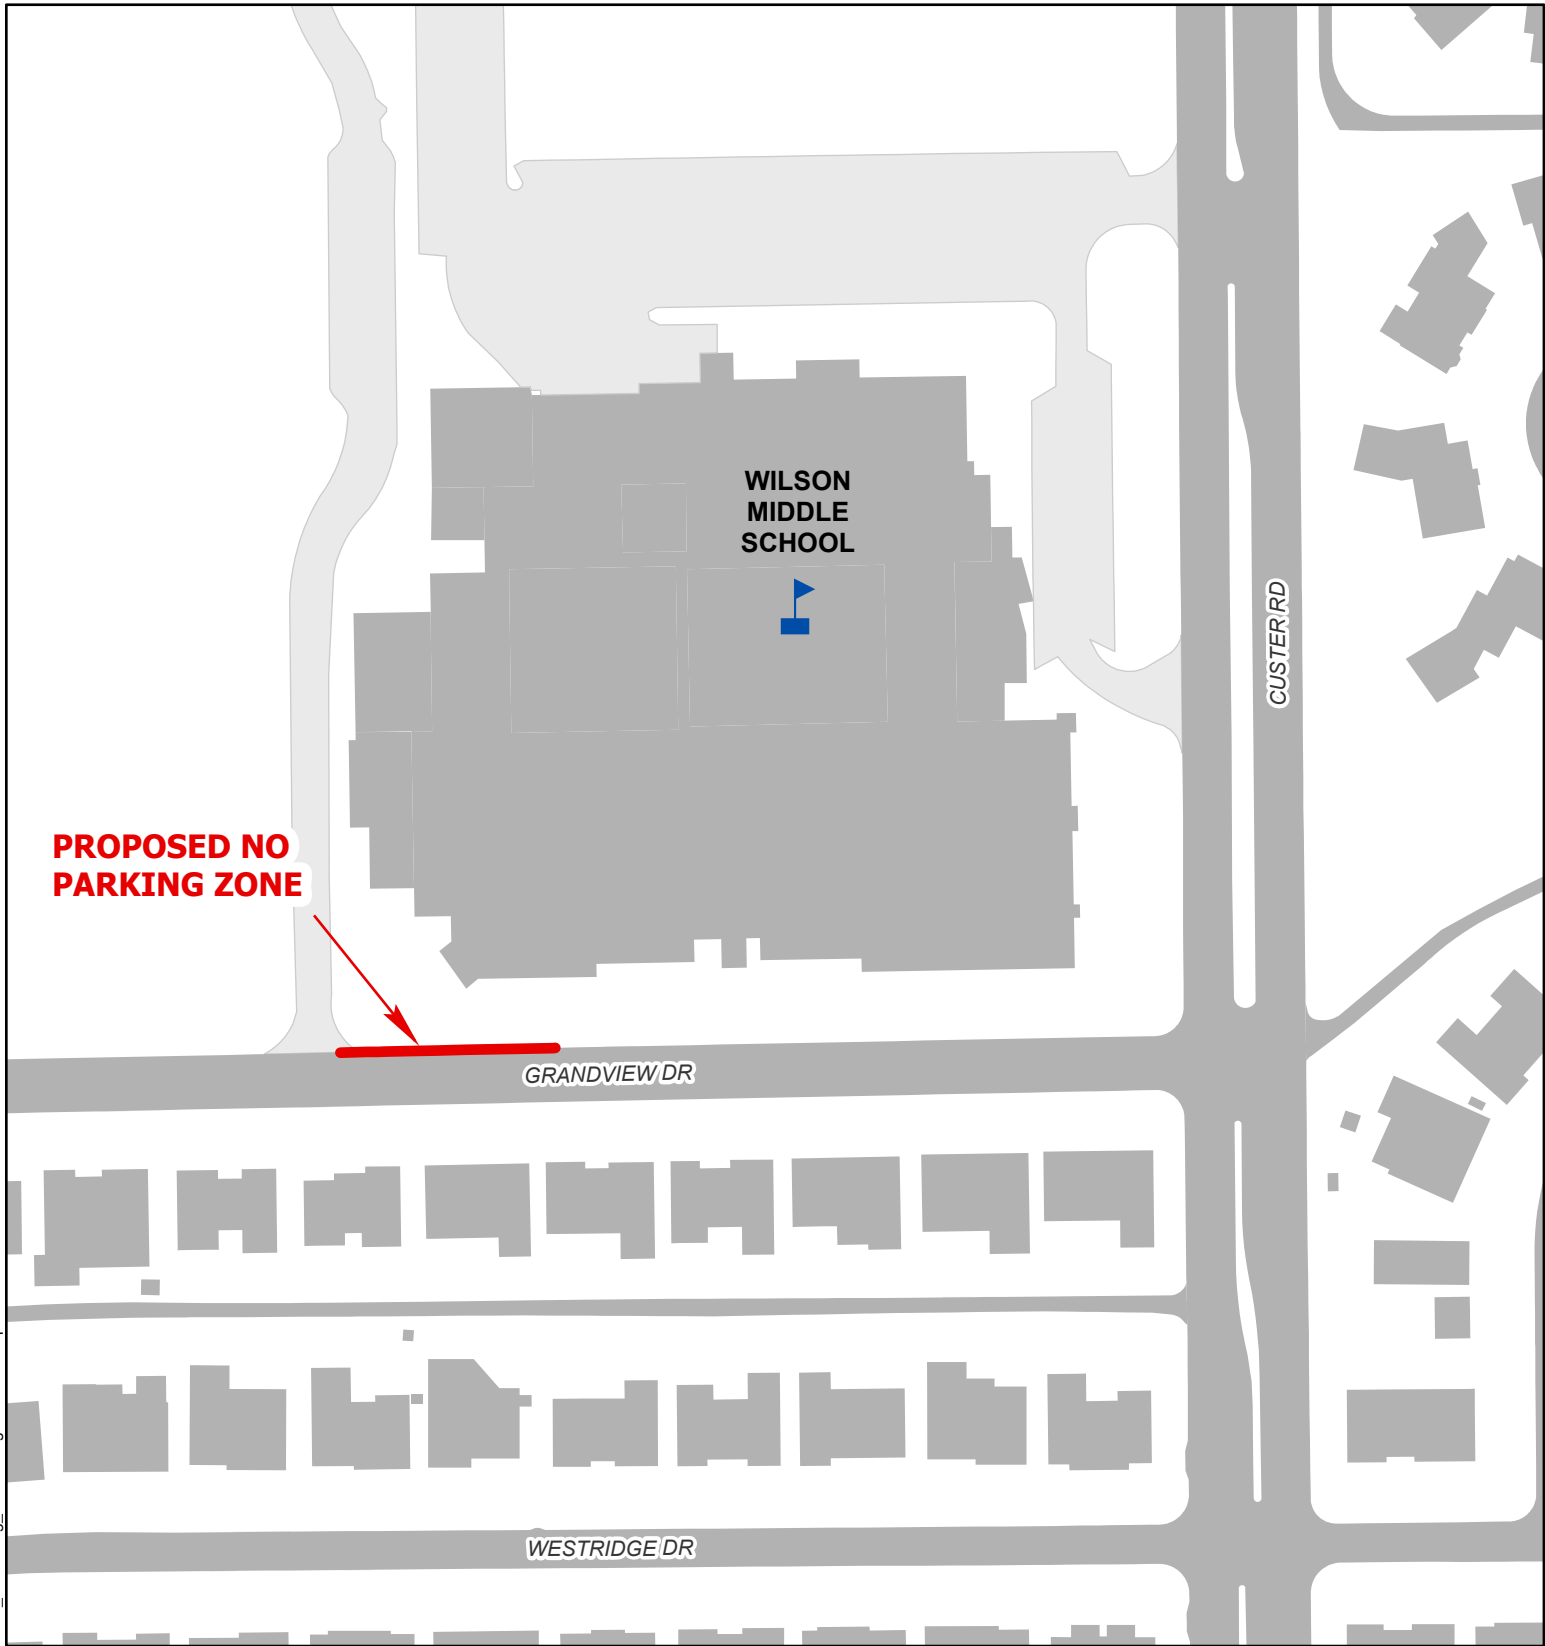 WILSON
MIDDLE
SCHOOL
CUSTER RD
PROPOSED NO
PARKING ZONE
GRANDVIEW DR
WESTRIDGE DR